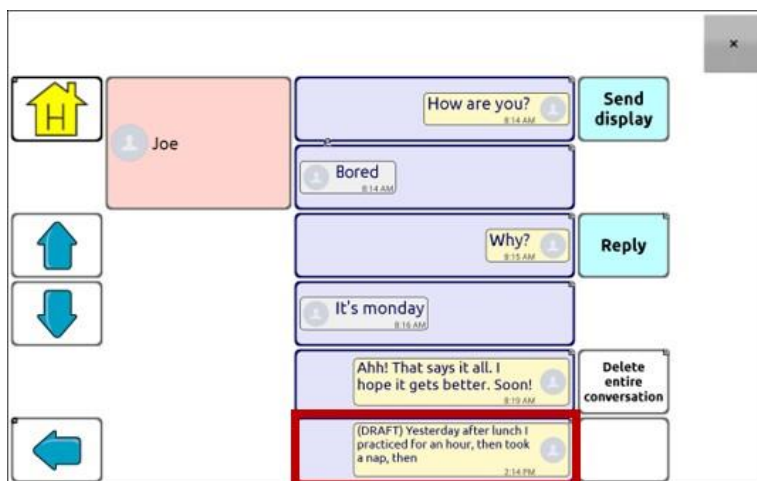 ×
H
Joe
How are you?
8:14 AM
Send
display
Bored
8:14 AM
Why?
8:15 AM
Reply
It's monday
8:16 AM
Ahh! That says it all. I
hope it gets better. Soon!
8:19 AM
Delete
entire
conversation
(DRAFT) Yesterday after lunch I
practiced for an hour, then took
a nap, then
2:14 PM